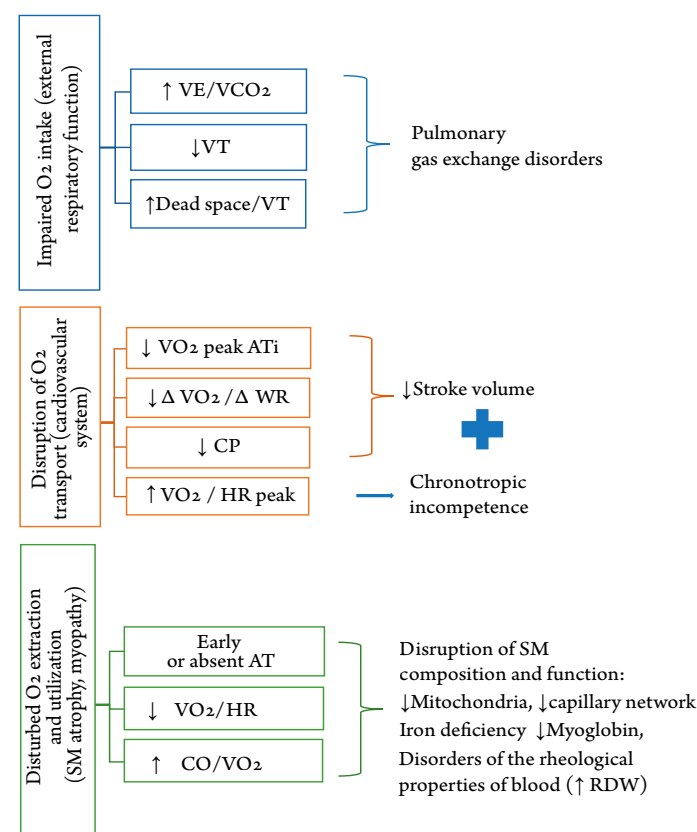 Impaired O2 intake (external
respiratory function)
↑ VE/VCO2
↓VT
↑Dead space/VT
Pulmonary
gas exchange disorders
Disruption of O2
transport (cardiovascular
system)
↓ VO2 peak ATi
↓Δ VO2 /Δ WR
↓ CP
↑ VO2 / HR peak
↓Stroke volume
Chronotropic
incompetence
Disturbed O2 extraction
and utilization
(SM atrophy, myopathy)
Early
or absent AT
↓ VO2/HR
↑ CO/VO2
Disruption of SM
composition and function:
↓Mitochondria, ↓capillary network
Iron deficiency ↓Myoglobin,
Disorders of the rheological
properties of blood (↑ RDW)